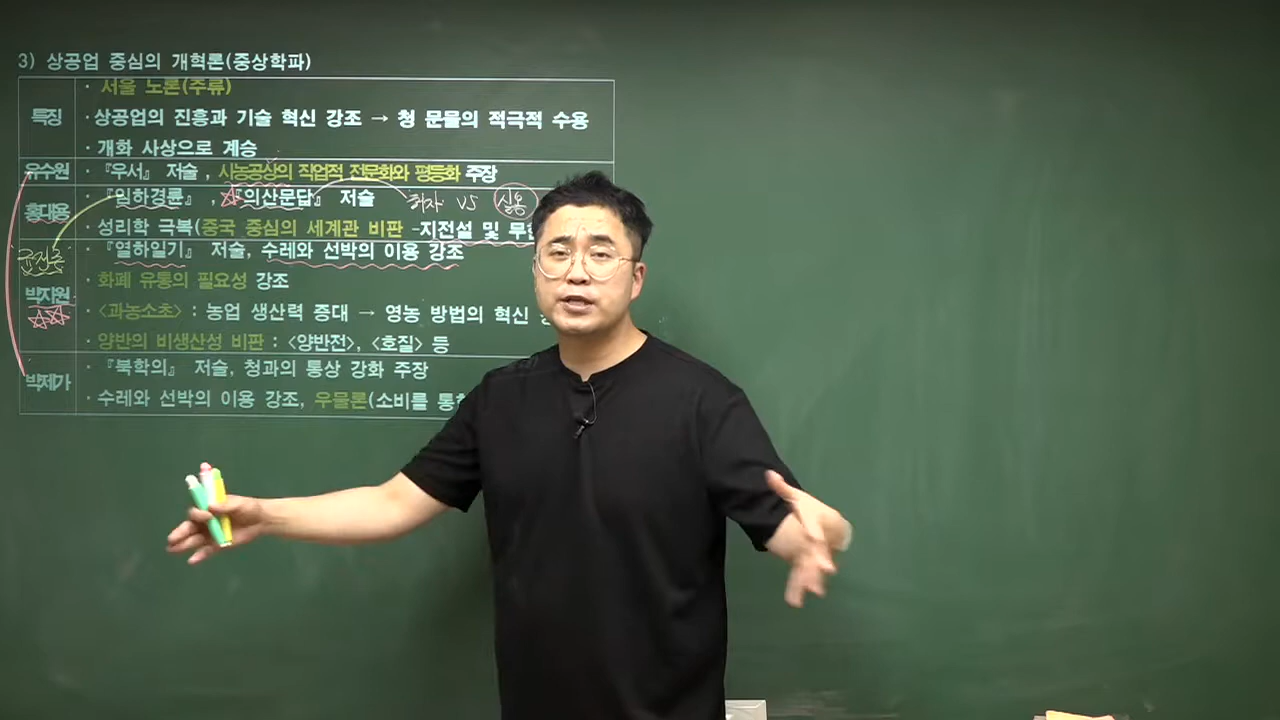 3) 상공업 중심의 개혁론(중상학파)
특징
· 서울 노론(주류)
· 상공업의 진흥과 기술 혁신 강조 → 청 문물의 적극적 수용
· 개화 사상으로 계승
유수원
· 『우서』 저술 , 사농공상의 직업적 전문화와 평등화 주장
홍대용
· 『임하경륜』 , ☆『의산문답』 저술 허자 VS 실옹
· 성리학 극복(중국 중심의 세계관 비판 -지전설 및 무한
균전론
박지원
· 『열하일기』 저술, 수레와 선박의 이용 강조
· 화폐 유통의 필요성 강조
· <과농소초> : 농업 생산력 증대 → 영농 방법의 혁신
· 양반의 비생산성 비판 : <양반전>, <호질> 등
박제가
· 『북학의』 저술, 청과의 통상 강화 주장
· 수레와 선박의 이용 강조, 우물론(소비를 통